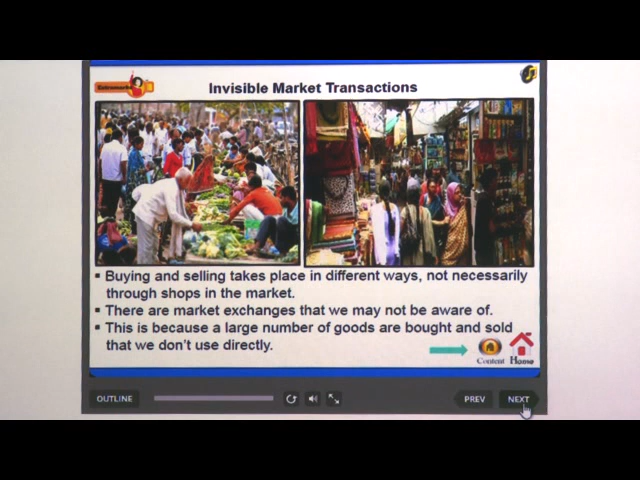 Extramarks
Invisible Market Transactions
▪ Buying and selling takes place in different ways, not necessarily
through shops in the market.
▪ There are market exchanges that we may not be aware of.
▪ This is because a large number of goods are bought and sold
that we don't use directly.
Content Home
OUTLINE PREV NEXT